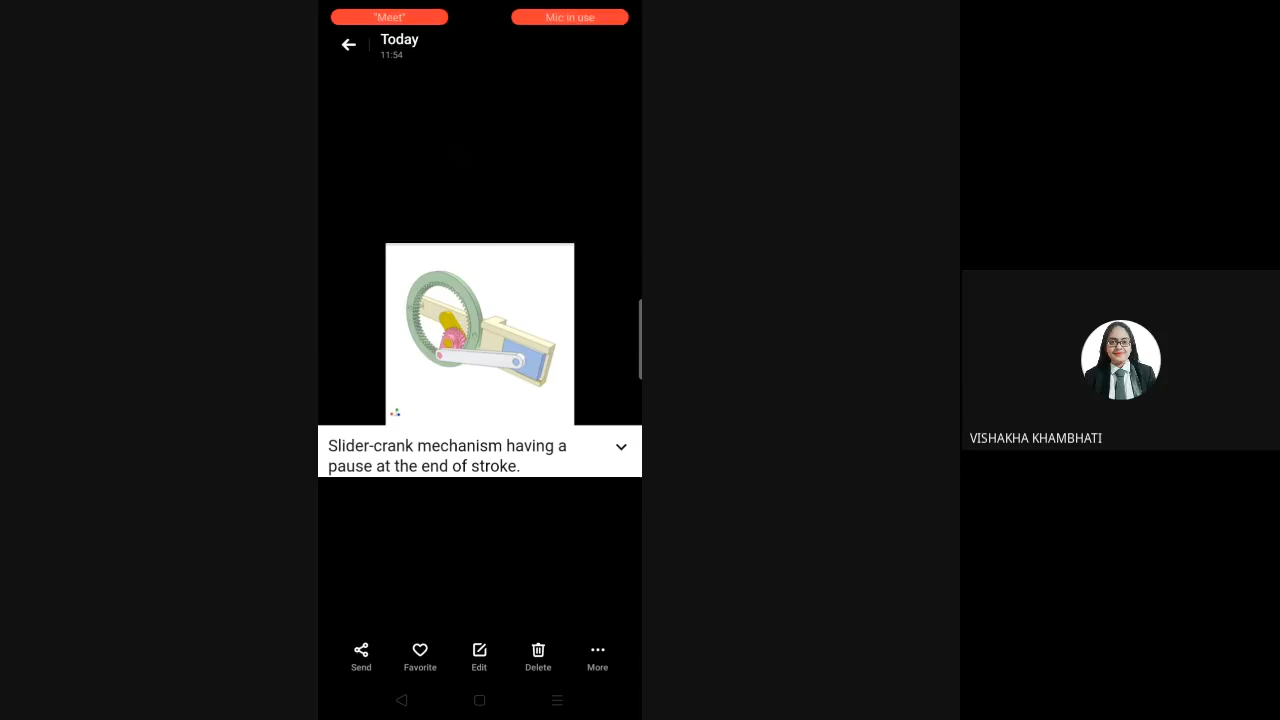 "Meet"
Mic in use
Today
11:54
Slider-crank mechanism having a
pause at the end of stroke.
Send
Favorite
Edit
Delete
More
VISHAKHA KHAMBHATI